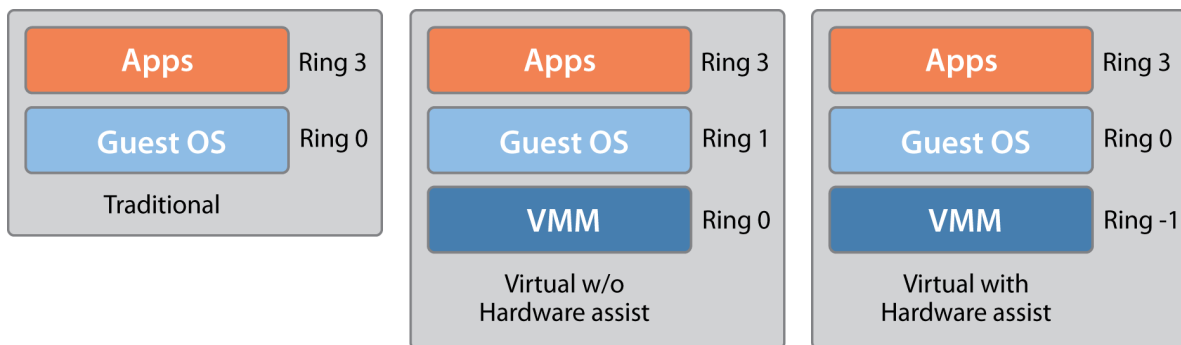 Apps Ring 3
Guest OS Ring 0
Traditional
Apps Ring 3
Guest OS Ring 1
VMM Ring 0
Virtual w/o
Hardware assist
Apps Ring 3
Guest OS Ring 0
VMM Ring -1
Virtual with
Hardware assist